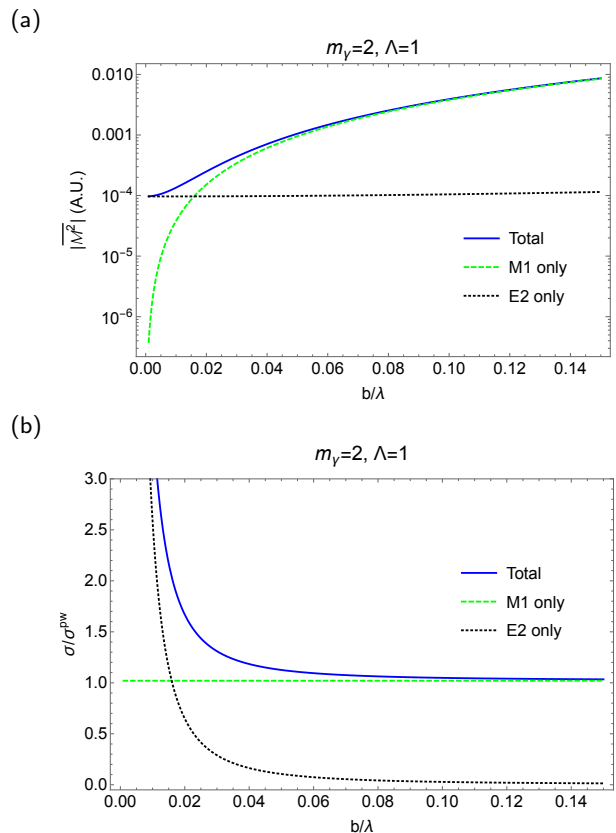 (a)
mγ=2, Λ=1
|M²| (A.U.)
0.010
0.001
10⁻⁴
10⁻⁵
10⁻⁶
Total
M1 only
E2 only
0.00 0.02 0.04 0.06 0.08 0.10 0.12 0.14
b/λ
(b)
mγ=2, Λ=1
σ/σᵖʷ
3.0
2.5
2.0
1.5
1.0
0.5
0.0
Total
M1 only
E2 only
0.00 0.02 0.04 0.06 0.08 0.10 0.12 0.14
b/λ